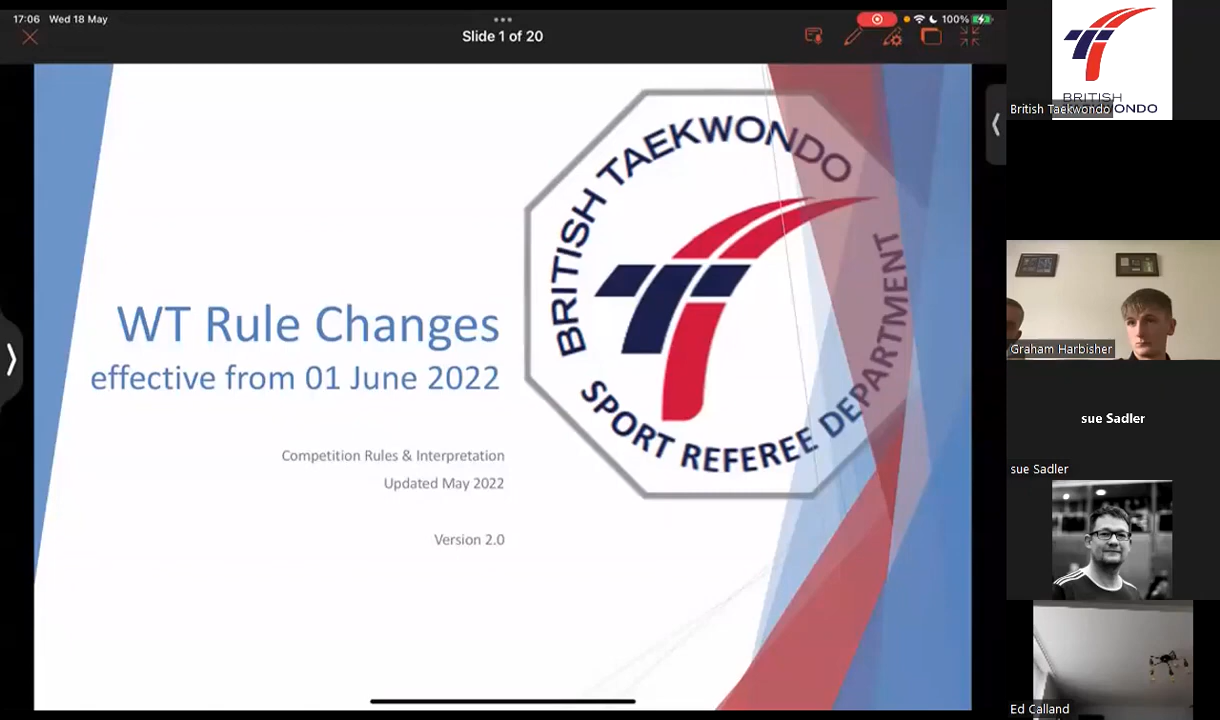 17:06 Wed 18 May
100%
Slide 1 of 20
BRITISH TAEKWONDO
SPORT REFEREE DEPARTMENT
WT Rule Changes
effective from 01 June 2022
Competition Rules & Interpretation
Updated May 2022
Version 2.0
BRITISH
TAEKWONDO
British Taekwondo
Graham Harbisher
sue Sadler
sue Sadler
Ed Calland